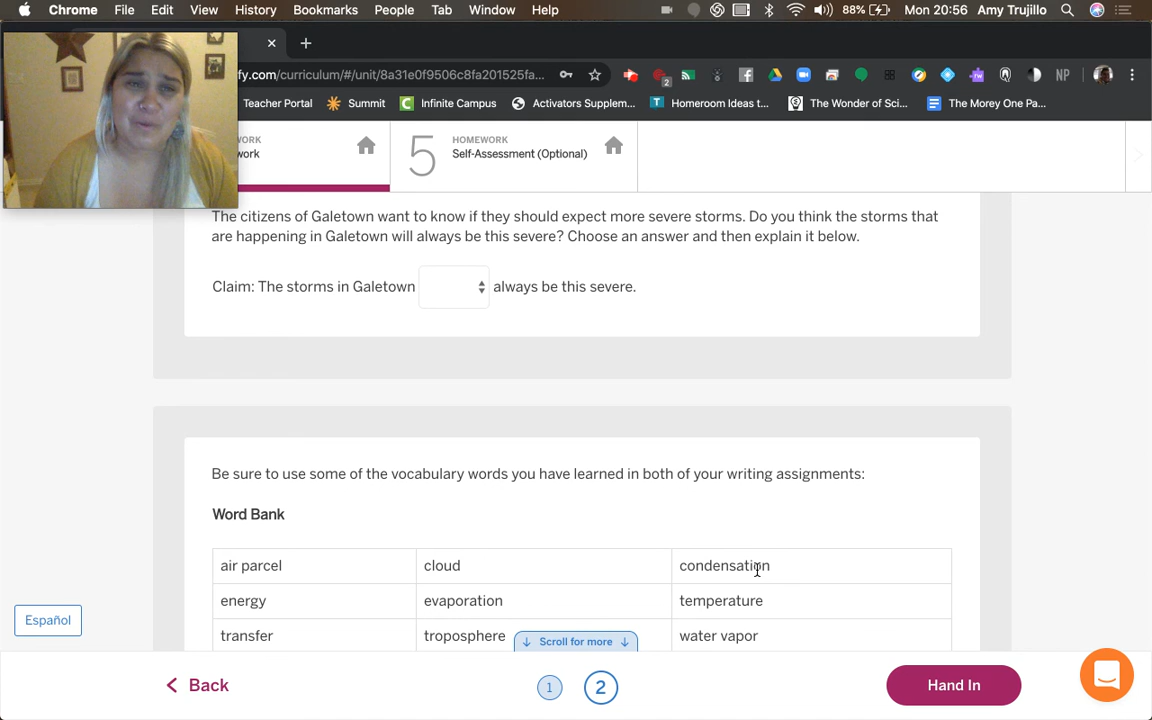 Chrome File Edit View History Bookmarks People Tab Window Help 88% Mon 20:56 Amy Trujillo
fy.com/curriculum/#/unit/8a31e0f9506c8fa201525fa... 2 NP
Teacher Portal Summit Infinite Campus Activators Supplem... Homeroom Ideas t... The Wonder of Sci... The Morey One Pa...
WORK
work
5
HOMEWORK
Self-Assessment (Optional)
The citizens of Galetown want to know if they should expect more severe storms. Do you think the storms that
are happening in Galetown will always be this severe? Choose an answer and then explain it below.
Claim: The storms in Galetown always be this severe.
Be sure to use some of the vocabulary words you have learned in both of your writing assignments:
Word Bank
air parcel cloud condensation
energy evaporation temperature
transfer troposphere water vapor
Scroll for more
Español
Back 1 2 Hand In